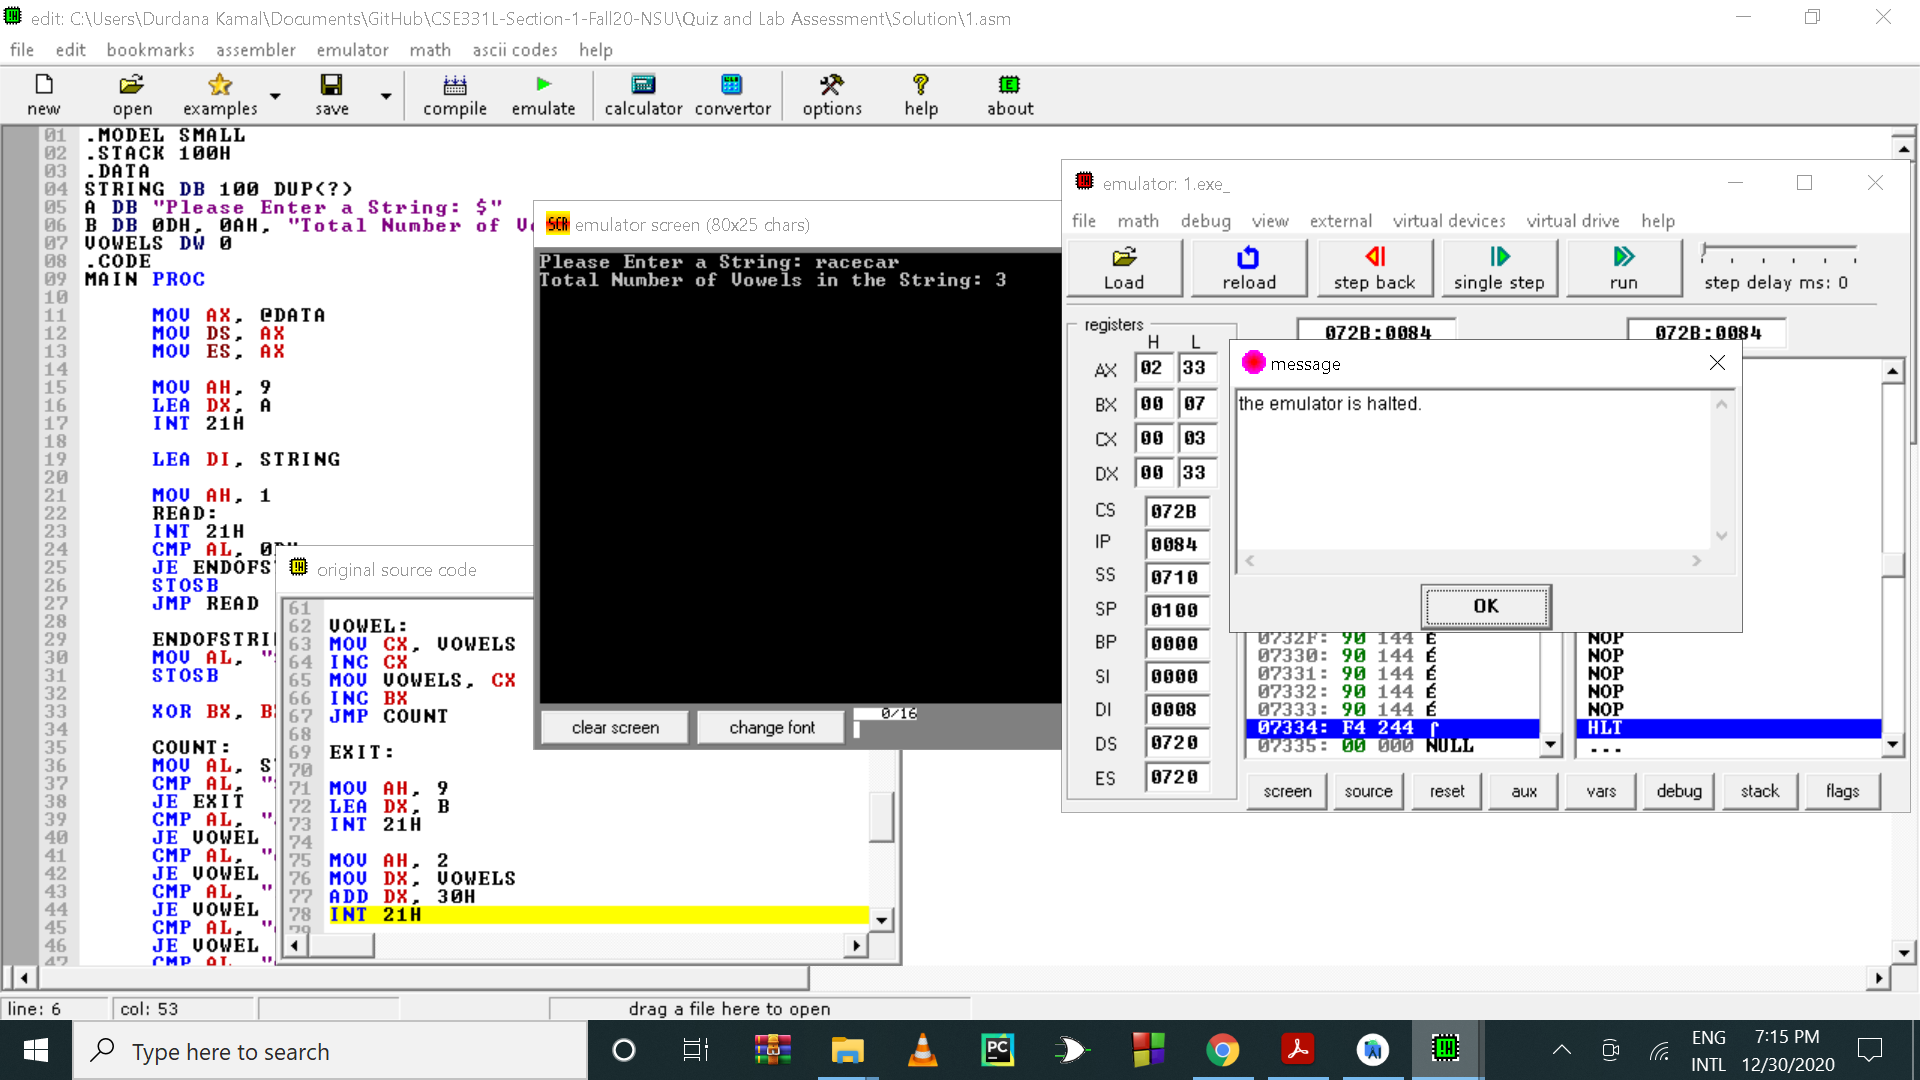 edit: C:\Users\Durdana Kamal\Documents\GitHub\CSE331L-Section-1-Fall20-NSU\Quiz and Lab Assessment\Solution\1.asm
file edit bookmarks assembler emulator math ascii codes help
new open examples save compile emulate calculator convertor options help about
01 .MODEL SMALL
02 .STACK 100H
03 .DATA
04 STRING DB 100 DUP(?)
05 A DB "Please Enter a String: $"
06 B DB 0DH, 0AH, "Total Number of Vo
07 VOWELS DW 0
08 .CODE
09 MAIN PROC
10
11 MOV AX, @DATA
12 MOV DS, AX
13 MOV ES, AX
14
15 MOV AH, 9
16 LEA DX, A
17 INT 21H
18
19 LEA DI, STRING
20
21 MOV AH, 1
22 READ:
23 INT 21H
24 CMP AL, 0DH
25 JE ENDOFS
26 STOSB
27 JMP READ
28
29 ENDOFSTRI
30 MOV AL, "
31 STOSB
32
33 XOR BX, B
34
35 COUNT:
36 MOV AL, S
37 CMP AL, "
38 JE EXIT
39 CMP AL, "
40 JE VOWEL
41 CMP AL, "
42 JE VOWEL
43 CMP AL, "
44 JE VOWEL
45 CMP AL, "
46 JE VOWEL
47 CMP AL "
line: 6 col: 53 drag a file here to open
original source code
61
62 VOWEL:
63 MOV CX, VOWELS
64 INC CX
65 MOV VOWELS, CX
66 INC BX
67 JMP COUNT
68
69 EXIT:
70
71 MOV AH, 9
72 LEA DX, B
73 INT 21H
74
75 MOV AH, 2
76 MOV DX, VOWELS
77 ADD DX, 30H
78 INT 21H
79
SCR emulator screen (80x25 chars)
Please Enter a String: racecar
Total Number of Vowels in the String: 3
clear screen change font 0/16
emulator: 1.exe_
file math debug view external virtual devices virtual drive help
Load reload step back single step run step delay ms: 0
registers 072B:0084 072B:0084
H L
AX 02 33
BX 00 07
CX 00 03
DX 00 33
CS 072B
IP 0084
SS 0710
SP 0100
BP 0000
SI 0000
DI 0008
DS 0720
ES 0720
message
the emulator is halted.
OK
0732F: 90 144 É NOP
07330: 90 144 É NOP
07331: 90 144 É NOP
07332: 90 144 É NOP
07333: 90 144 É NOP
07334: F4 244 ⌠ HLT
07335: 00 000 NULL ...
screen source reset aux vars debug stack flags
Type here to search
PC
ENG 7:15 PM
INTL 12/30/2020